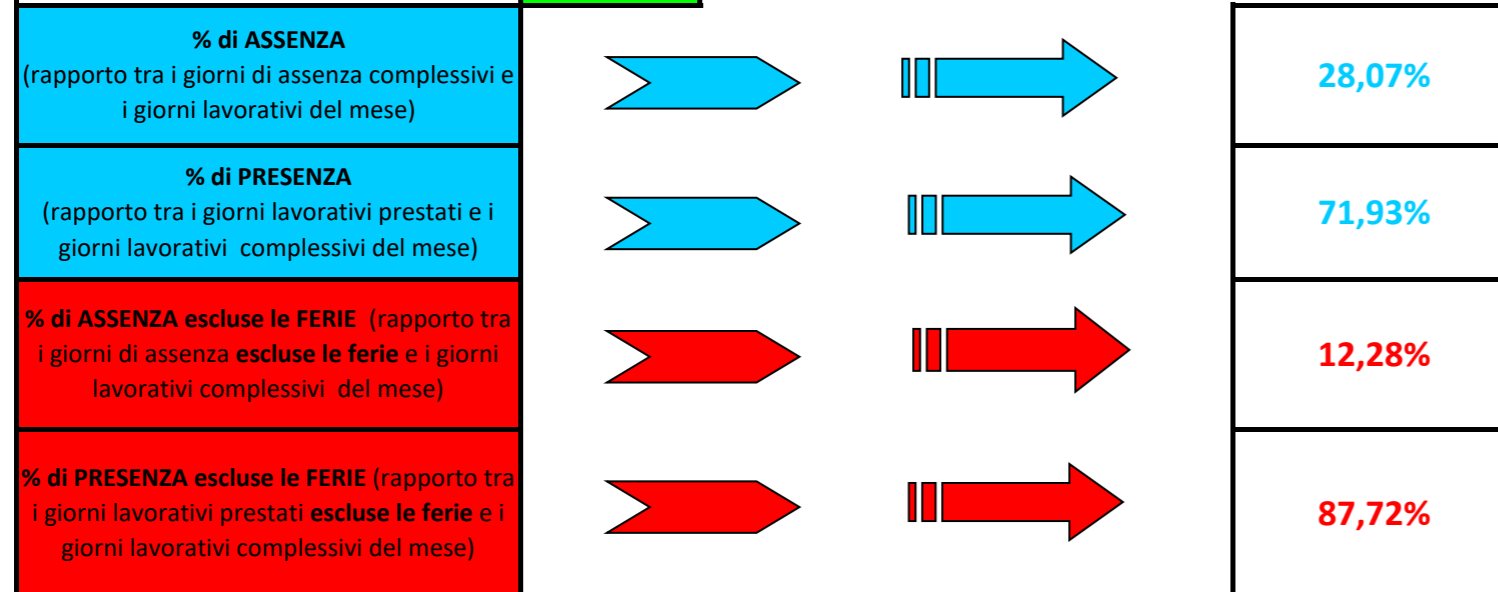 % di ASSENZA
(rapporto tra i giorni di assenza complessivi e
i giorni lavorativi del mese)
28,07%
% di PRESENZA
(rapporto tra i giorni lavorativi prestati e i
giorni lavorativi  complessivi del mese)
71,93%
% di ASSENZA escluse le FERIE  (rapporto tra
i giorni di assenza escluse le ferie e i giorni
lavorativi complessivi  del mese)
12,28%
% di PRESENZA escluse le FERIE (rapporto tra
i giorni lavorativi prestati escluse le ferie e i
giorni lavorativi complessivi del mese)
87,72%